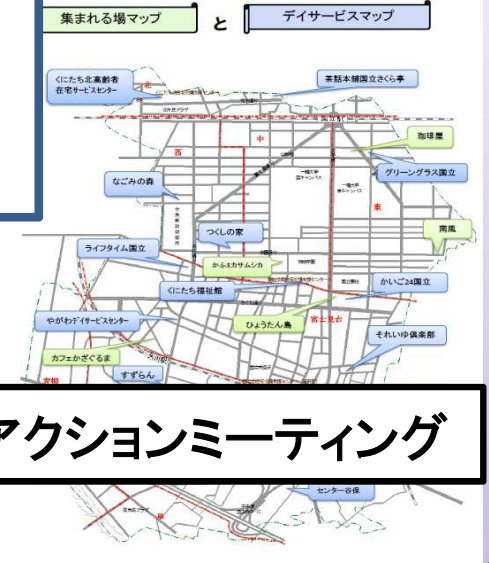 集まれる場マップ
と
デイサービスマップ
くにたち北高齢者
在宅サービスセンター
茶話本舗国立さくら亭
北
中
西
珈琲屋
グリーングラス国立
なごみの森
東
南風
つくしの家
ライフタイム国立
かふぇカサムシカ
くにたち福祉館
かいご24国立
やがわデイサービスセンター
ひょうたん島
富士見台
それいゆ倶楽部
カフェかざぐるま
すずらん
アクションミーティング
センター谷保